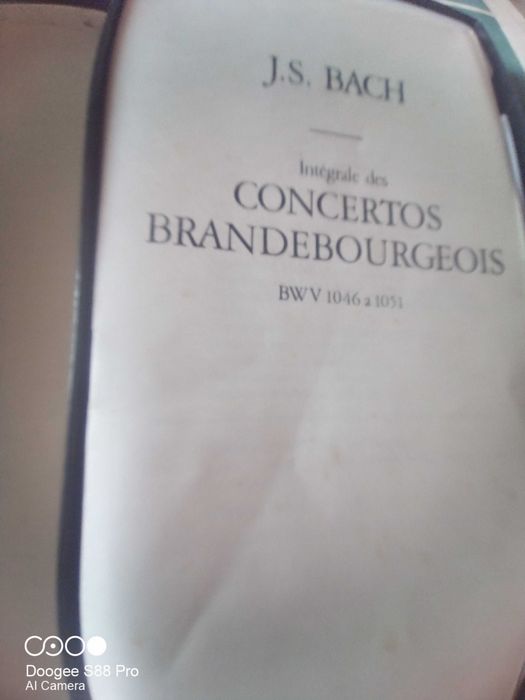 J.S. BACH
Intégrale des
CONCERTOS
BRANDEBOURGEOIS
BWV 1046 à 1051
Doogee S88 Pro
AI Camera